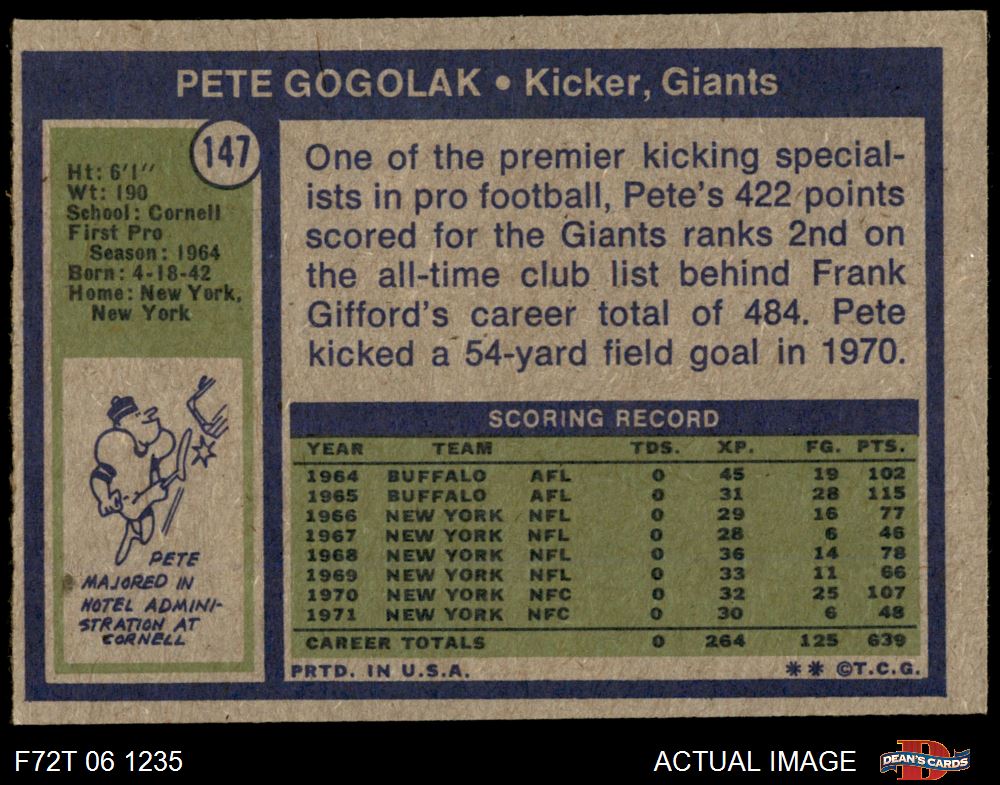 PETE GOGOLAK • Kicker, Giants
147
Ht: 6'1"
Wt: 190
School: Cornell
First Pro
Season: 1964
Born: 4-18-42
Home: New York,
New York
PETE
MAJORED IN
HOTEL ADMINI-
STRATION AT
CORNELL
One of the premier kicking special-
ists in pro football, Pete's 422 points
scored for the Giants ranks 2nd on
the all-time club list behind Frank
Gifford's career total of 484. Pete
kicked a 54-yard field goal in 1970.
SCORING RECORD
YEAR TEAM TDS. XP. FG. PTS.
1964 BUFFALO AFL 0 45 19 102
1965 BUFFALO AFL 0 31 28 115
1966 NEW YORK NFL 0 29 16 77
1967 NEW YORK NFL 0 28 6 46
1968 NEW YORK NFL 0 36 14 78
1969 NEW YORK NFL 0 33 11 66
1970 NEW YORK NFC 0 32 25 107
1971 NEW YORK NFC 0 30 6 48
CAREER TOTALS 0 264 125 639
PRTD. IN U.S.A. ** ©T.C.G.
F72T 06 1235 ACTUAL IMAGE D DEAN'S CARDS